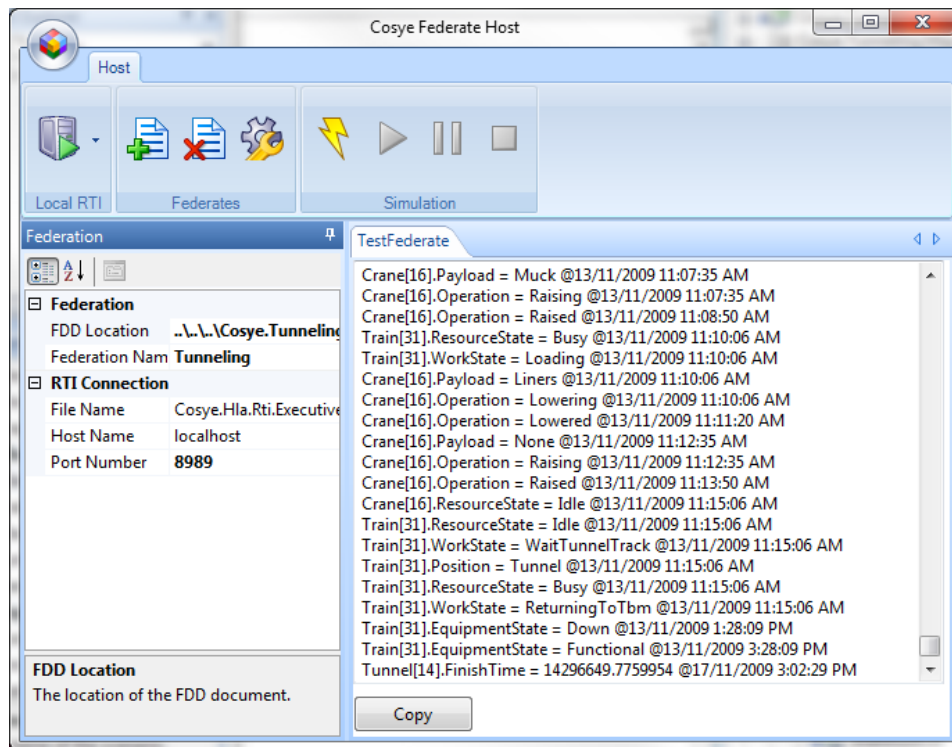 Cosye Federate Host
Host
Local RTI
Federates
Simulation
Federation
FDD Location ..\..\..\Cosye.Tunneling
Federation Nam Tunneling
RTI Connection
File Name Cosye.Hla.Rti.Executive
Host Name localhost
Port Number 8989
FDD Location
The location of the FDD document.
TestFederate
Crane[16].Payload = Muck @13/11/2009 11:07:35 AM
Crane[16].Operation = Raising @13/11/2009 11:07:35 AM
Crane[16].Operation = Raised @13/11/2009 11:08:50 AM
Train[31].ResourceState = Busy @13/11/2009 11:10:06 AM
Train[31].WorkState = Loading @13/11/2009 11:10:06 AM
Crane[16].Payload = Liners @13/11/2009 11:10:06 AM
Crane[16].Operation = Lowering @13/11/2009 11:10:06 AM
Crane[16].Operation = Lowered @13/11/2009 11:11:20 AM
Crane[16].Payload = None @13/11/2009 11:12:35 AM
Crane[16].Operation = Raising @13/11/2009 11:12:35 AM
Crane[16].Operation = Raised @13/11/2009 11:13:50 AM
Crane[16].ResourceState = Idle @13/11/2009 11:15:06 AM
Train[31].ResourceState = Idle @13/11/2009 11:15:06 AM
Train[31].WorkState = WaitTunnelTrack @13/11/2009 11:15:06 AM
Train[31].Position = Tunnel @13/11/2009 11:15:06 AM
Train[31].ResourceState = Busy @13/11/2009 11:15:06 AM
Train[31].WorkState = ReturningToTbm @13/11/2009 11:15:06 AM
Train[31].EquipmentState = Down @13/11/2009 1:28:09 PM
Train[31].EquipmentState = Functional @13/11/2009 3:28:09 PM
Tunnel[14].FinishTime = 14296649.7759954 @17/11/2009 3:02:29 PM
Copy